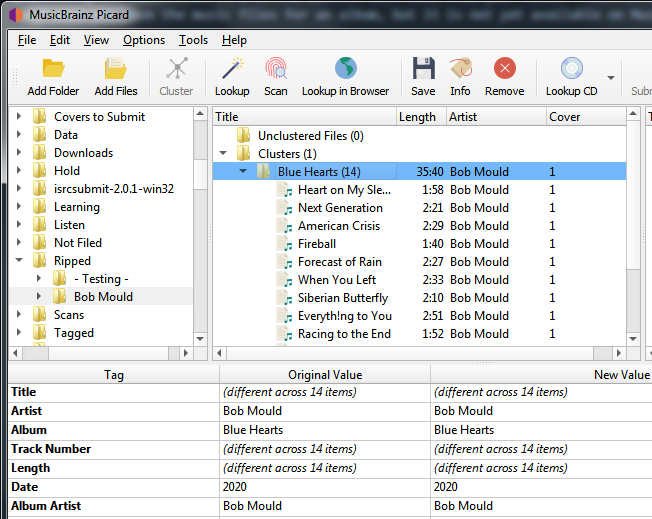 MusicBrainz Picard
File Edit View Options Tools Help
Add Folder Add Files Cluster Lookup Scan Lookup in Browser Save Info Remove Lookup CD
Covers to Submit
Data
Downloads
Hold
isrcsubmit-2.0.1-win32
Learning
Listen
Not Filed
Ripped
- Testing -
Bob Mould
Scans
Tagged
Title Length Artist Cover
Unclustered Files (0)
Clusters (1)
Blue Hearts (14) 35:40 Bob Mould 1
Heart on My Sle... 1:58 Bob Mould 1
Next Generation 2:21 Bob Mould 1
American Crisis 2:29 Bob Mould 1
Fireball 1:40 Bob Mould 1
Forecast of Rain 2:27 Bob Mould 1
When You Left 2:33 Bob Mould 1
Siberian Butterfly 2:10 Bob Mould 1
Everyth!ng to You 2:51 Bob Mould 1
Racing to the End 1:52 Bob Mould 1
Tag Original Value New Value
Title (different across 14 items) (different across 14 items)
Artist Bob Mould Bob Mould
Album Blue Hearts Blue Hearts
Track Number (different across 14 items) (different across 14 items)
Length (different across 14 items) (different across 14 items)
Date 2020 2020
Album Artist Bob Mould Bob Mould